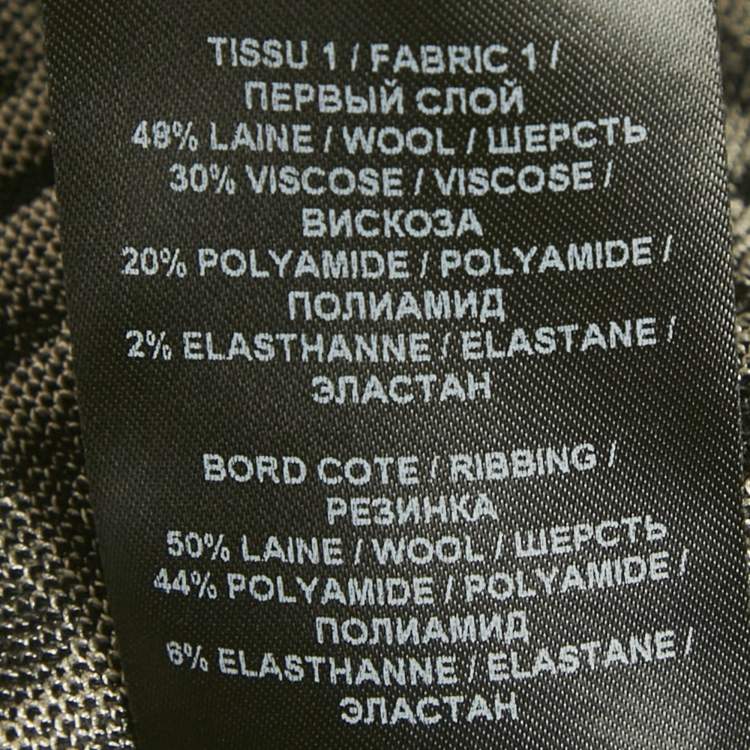 TISSU 1 / FABRIC 1 /
ПЕРВЫЙ СЛОЙ
48% LAINE / WOOL / ШЕРСТЬ
30% VISCOSE / VISCOSE /
ВИСКОЗА
20% POLYAMIDE / POLYAMIDE /
ПОЛИАМИД
2% ELASTHANNE / ELASTANE /
ЭЛАСТАН
BORD COTE / RIBBING /
РЕЗИНКА
50% LAINE / WOOL / ШЕРСТЬ
44% POLYAMIDE / POLYAMIDE /
ПОЛИАМИД
6% ELASTHANNE / ELASTANE /
ЭЛАСТАН